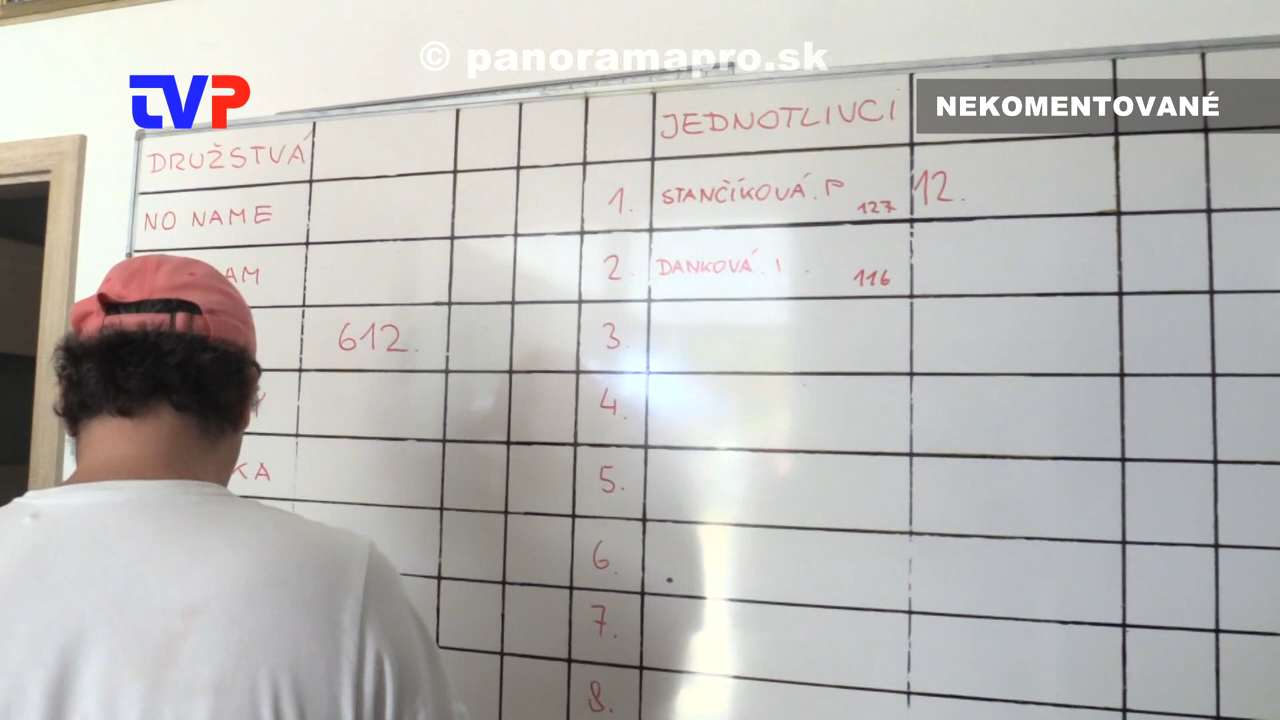 © panoramapro.sk
TVP
NEKOMENTOVANÉ
DRUŽSTVÁ
JEDNOTLIVCI
NO NAME
1. STANČÍKOVÁ. P 127 12.
AM
2. DANKOVÁ. I. 116
612.
3.
Y
4.
KA
5.
6.
7.
8.